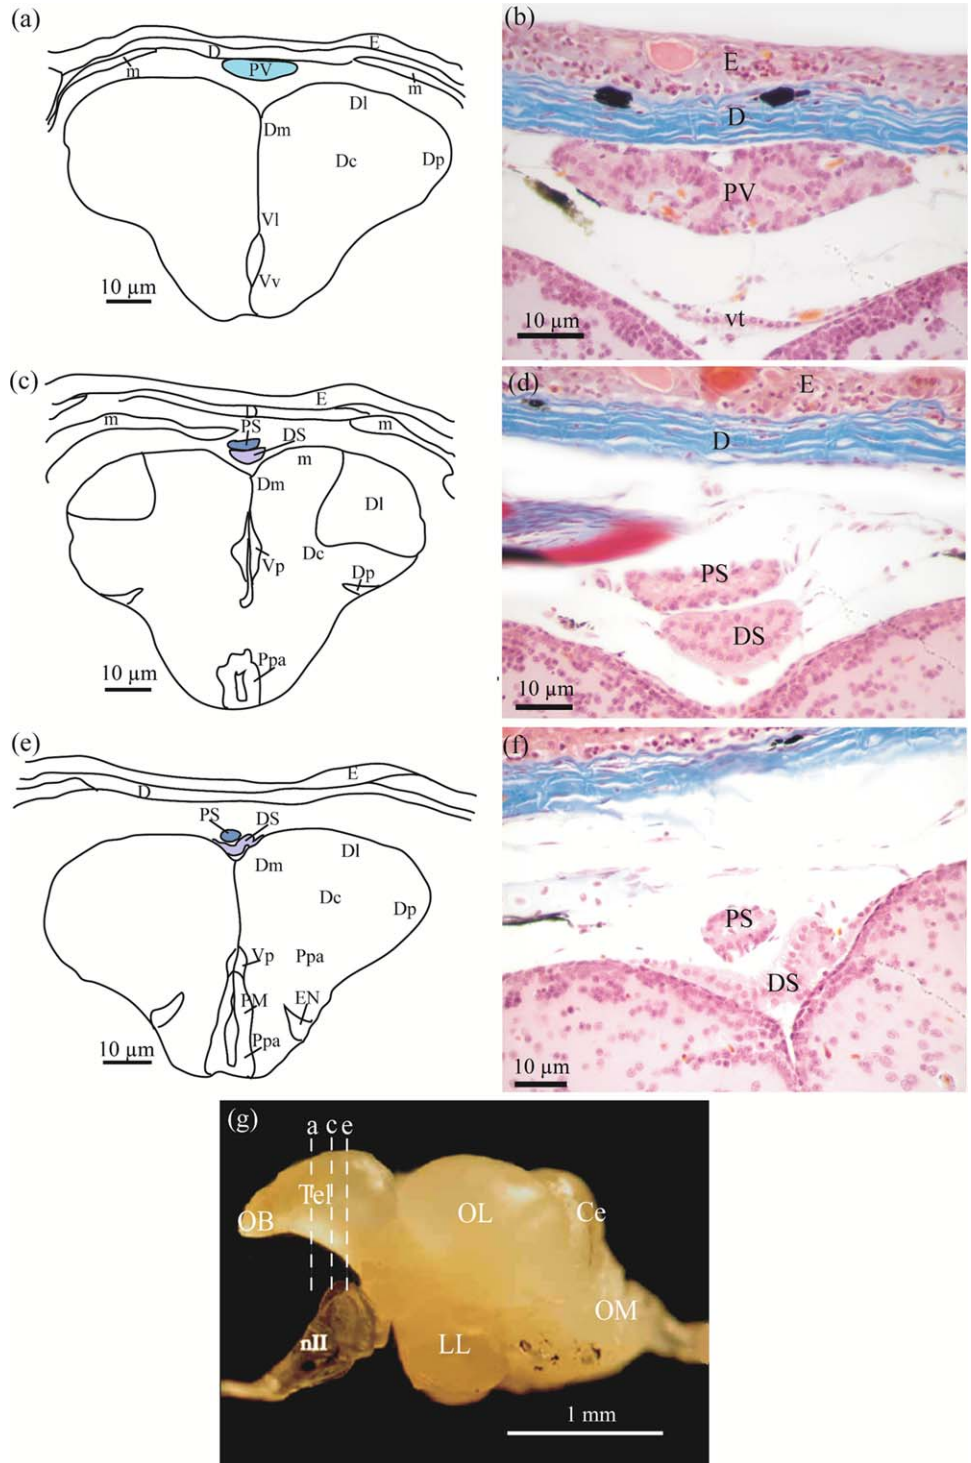 (a)
E
D
PV
m
m
Dl
Dm
Dc
Dp
Vl
Vv
10 µm
(b)
E
D
PV
vt
10 µm
(c)
E
D
m
PS
DS
m
m
Dm
Dl
Dc
Vp
Dp
Ppa
10 µm
(d)
E
D
PS
DS
10 µm
(e)
E
D
PS
DS
Dl
Dm
Dc
Dp
Vp
Ppa
PM
EN
Ppa
10 µm
(f)
PS
DS
10 µm
(g)
a c e
Tel
OB
OL
Ce
OM
nII
LL
1 mm